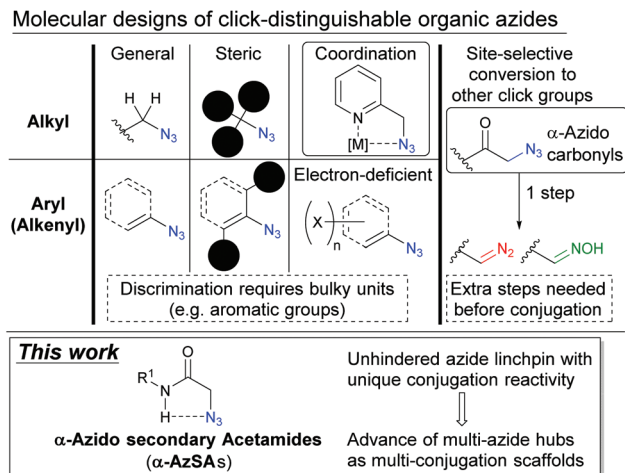 Molecular designs of click-distinguishable organic azides
General
Steric
Coordination
Site-selective
conversion to
other click groups
Alkyl
H H
N3
N3
N
[M]
N3
O
N3
α-Azido
carbonyls
Aryl
(Alkenyl)
N3
N3
Electron-deficient
(X)n
N3
1 step
N2
NOH
Discrimination requires bulky units
(e.g. aromatic groups)
Extra steps needed
before conjugation
This work
O
R1
N
H
N3
α-Azido secondary Acetamides
(α-AzSAs)
Unhindered azide linchpin with
unique conjugation reactivity
Advance of multi-azide hubs
as multi-conjugation scaffolds